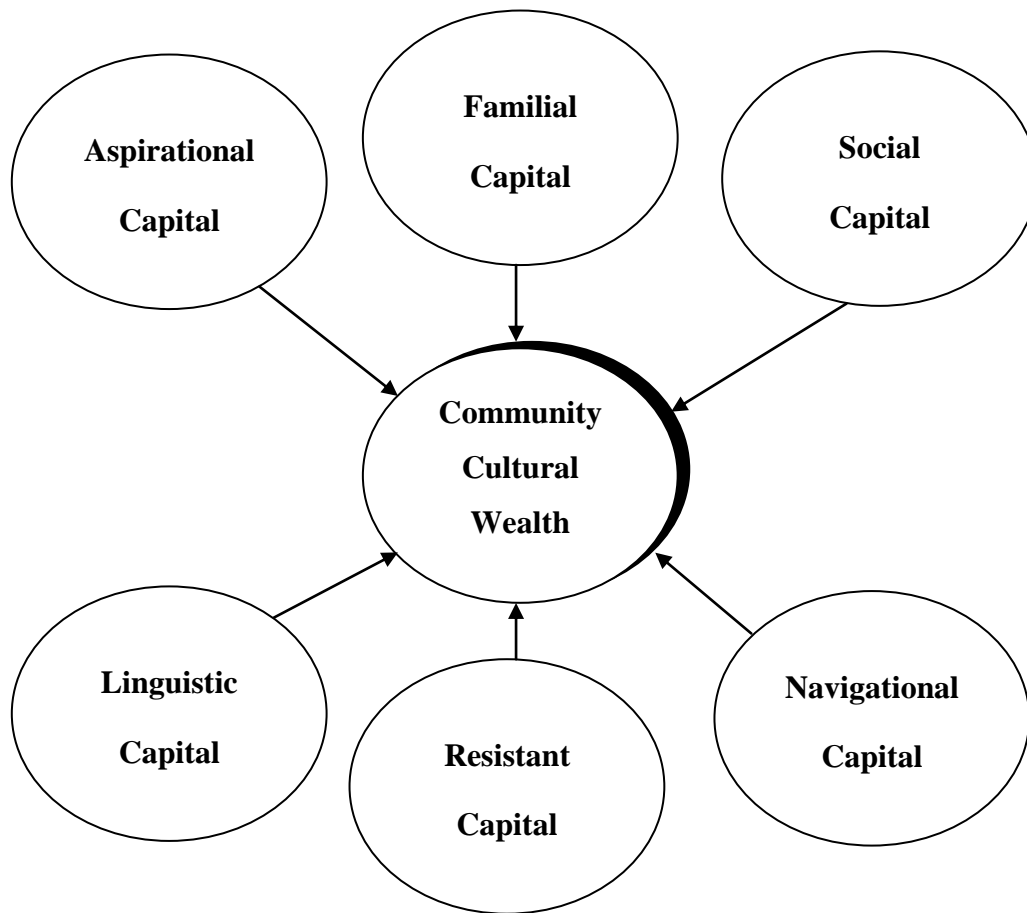 Aspirational
Capital
Familial
Capital
Social
Capital
Community
Cultural
Wealth
Linguistic
Capital
Resistant
Capital
Navigational
Capital